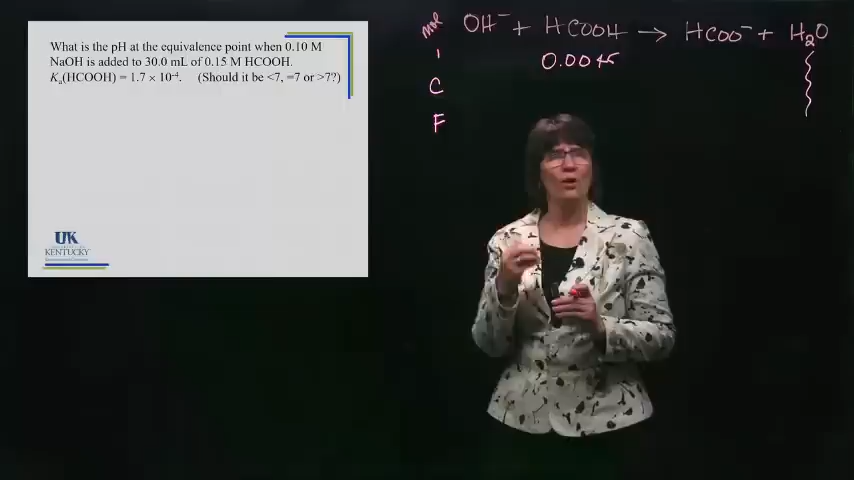 What is the pH at the equivalence point when 0.10 M
NaOH is added to 30.0 mL of 0.15 M HCOOH.
Kₐ(HCOOH) = 1.7 × 10⁻⁴. (Should it be <7, =7 or >7?)
UK
KENTUCKY
mol OH⁻ + HCOOH → HCOO⁻ + H₂O
I 0.0045
C
F